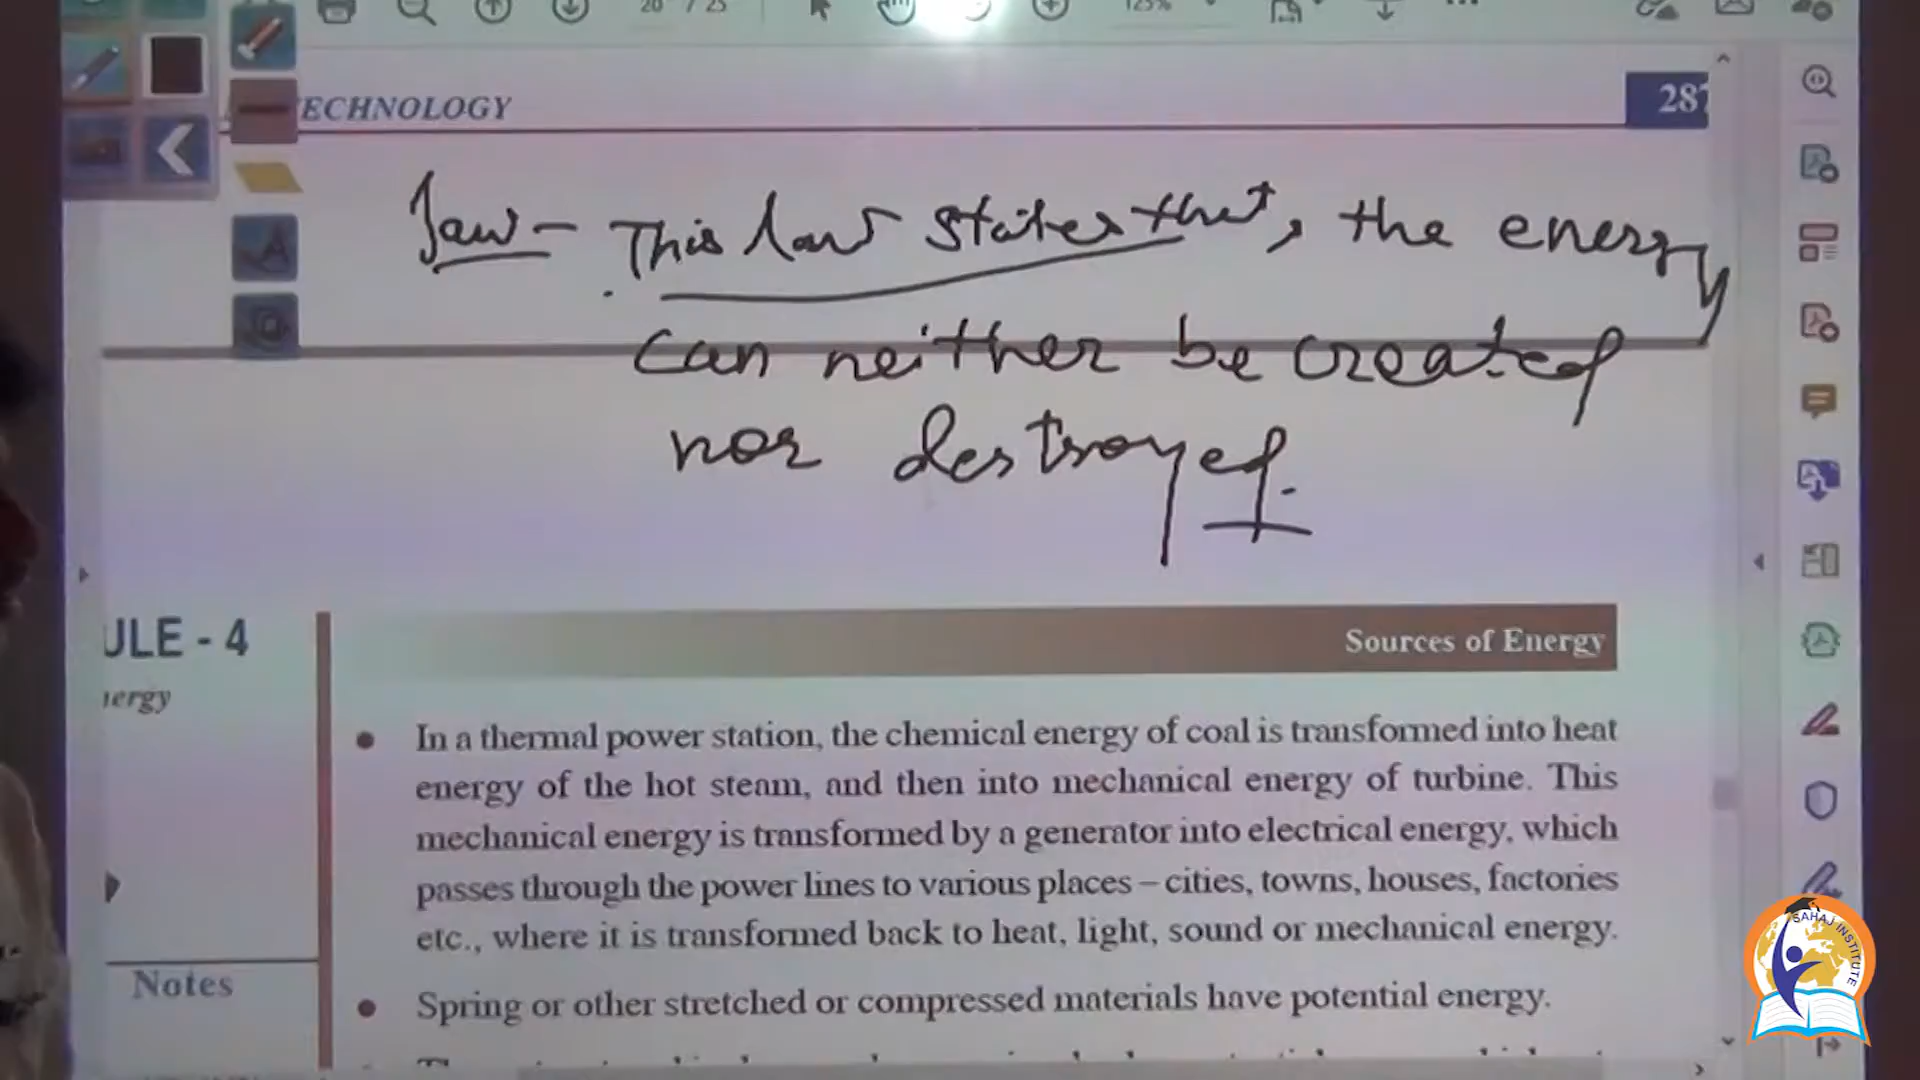 20 / 25
125%
ECHNOLOGY
287
Law - This law states that, the energy
can neither be created
nor destroyed.
ULE - 4
nergy
Sources of Energy
• In a thermal power station, the chemical energy of coal is transformed into heat
energy of the hot steam, and then into mechanical energy of turbine. This
mechanical energy is transformed by a generator into electrical energy, which
passes through the power lines to various places – cities, towns, houses, factories
etc., where it is transformed back to heat, light, sound or mechanical energy.
Notes
• Spring or other stretched or compressed materials have potential energy.
SAHAJ INSTITUTE